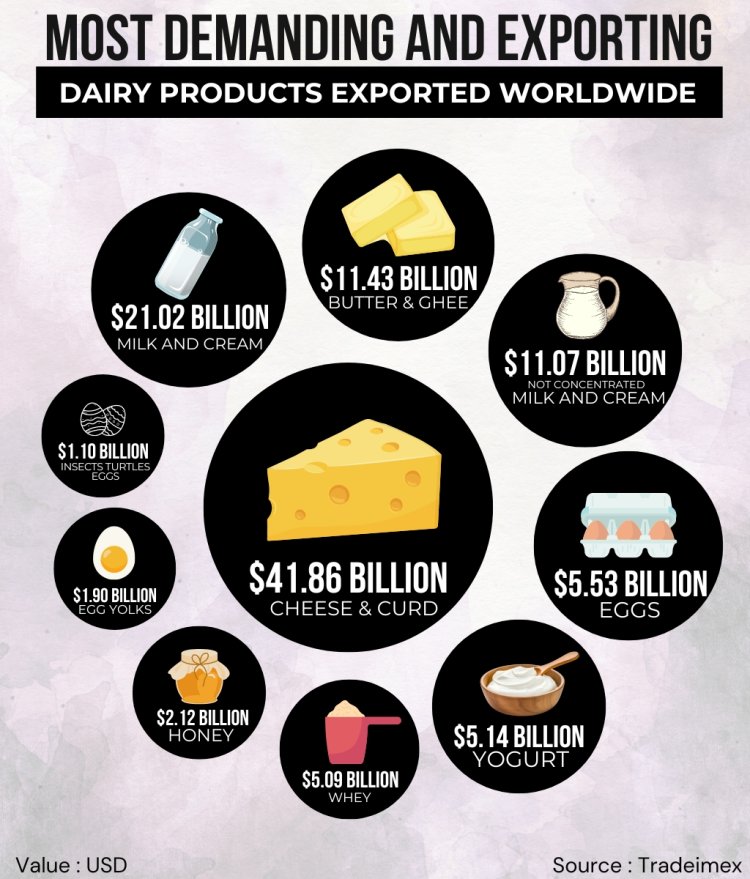 MOST DEMANDING AND EXPORTING
DAIRY PRODUCTS EXPORTED WORLDWIDE
$11.43 BILLION
BUTTER & GHEE
$21.02 BILLION
MILK AND CREAM
$11.07 BILLION
NOT CONCENTRATED
MILK AND CREAM
$1.10 BILLION
INSECTS TURTLES
EGGS
$41.86 BILLION
CHEESE & CURD
$5.53 BILLION
EGGS
$1.90 BILLION
EGG YOLKS
$2.12 BILLION
HONEY
$5.09 BILLION
WHEY
$5.14 BILLION
YOGURT
Value : USD
Source : Tradeimex